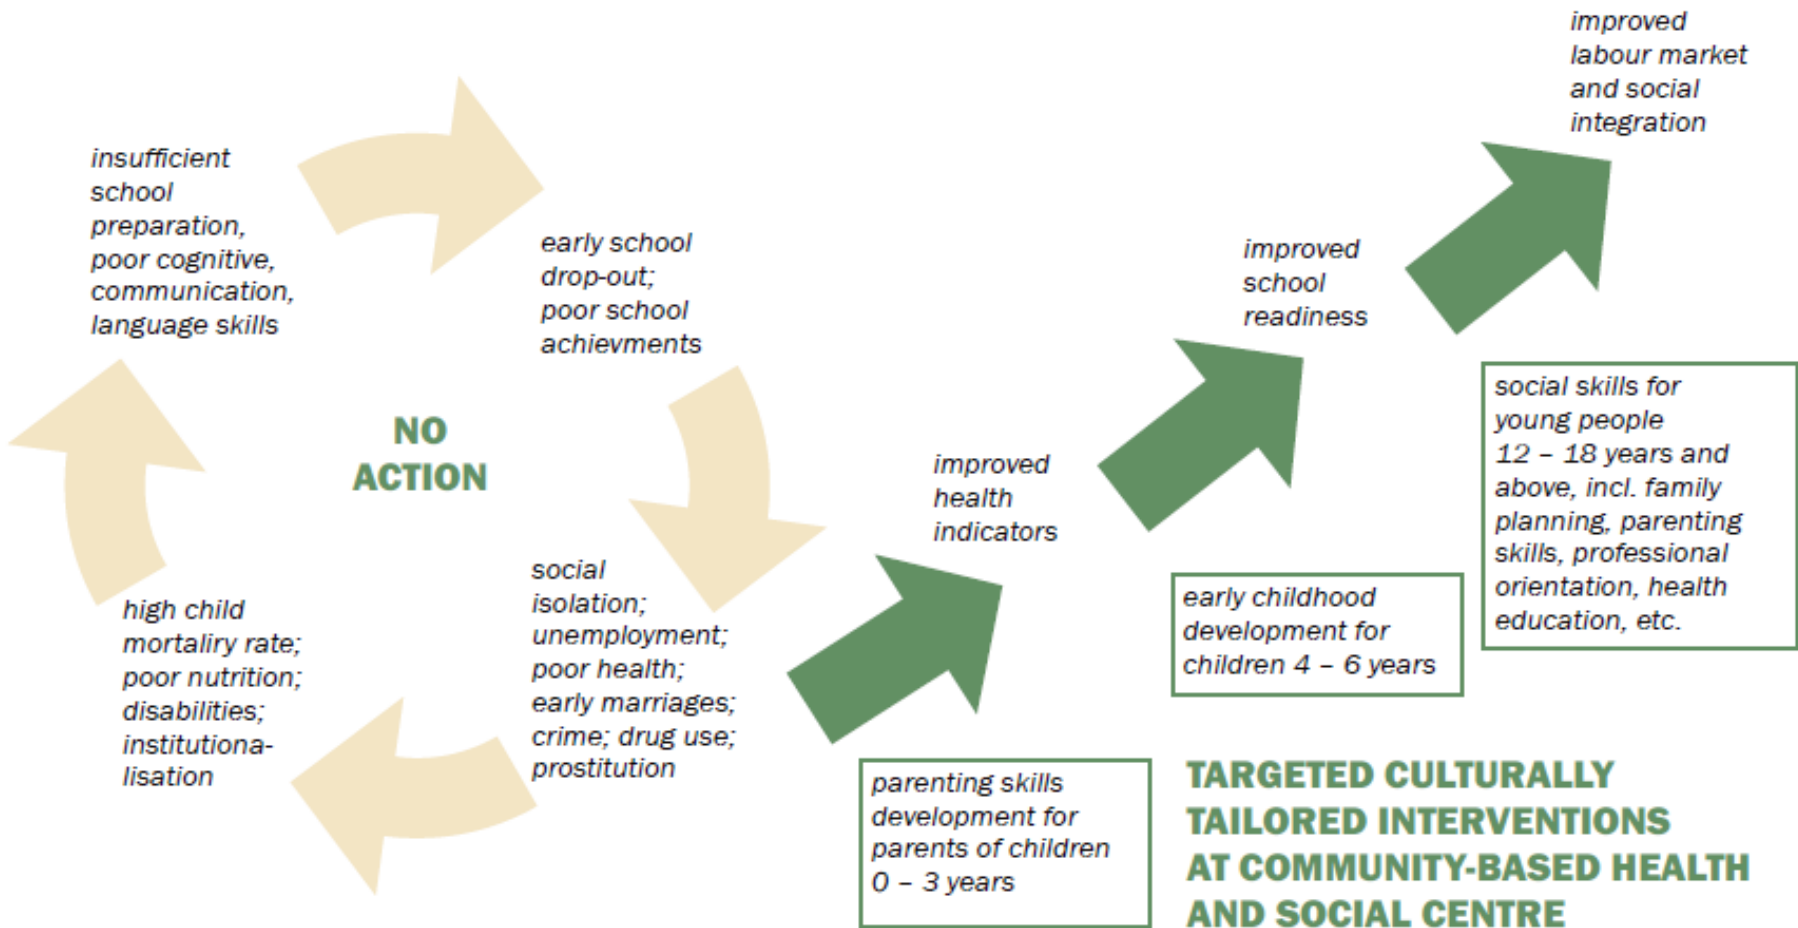 insufficient
school
preparation,
poor cognitive,
communication,
language skills
early school
drop-out;
poor school
achievments
NO
ACTION
high child
mortaliry rate;
poor nutrition;
disabilities;
institutiona-
lisation
social
isolation;
unemployment;
poor health;
early marriages;
crime; drug use;
prostitution
improved
health
indicators
improved
school
readiness
improved
labour market
and social
integration
parenting skills
development for
parents of children
0 – 3 years
early childhood
development for
children 4 – 6 years
social skills for
young people
12 – 18 years and
above, incl. family
planning, parenting
skills, professional
orientation, health
education, etc.
TARGETED CULTURALLY
TAILORED INTERVENTIONS
AT COMMUNITY-BASED HEALTH
AND SOCIAL CENTRE